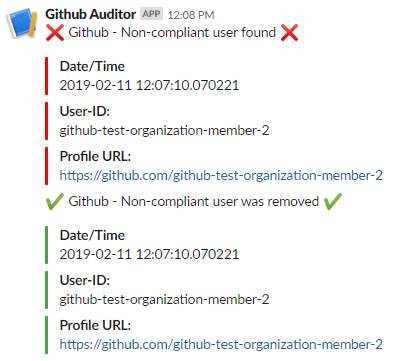 Github Auditor APP 12:08 PM
❌ Github - Non-compliant user found ❌
Date/Time
2019-02-11 12:07:10.070221
User-ID:
github-test-organization-member-2
Profile URL:
https://github.com/github-test-organization-member-2
✔ Github - Non-compliant user was removed ✔
Date/Time
2019-02-11 12:07:10.070221
User-ID:
github-test-organization-member-2
Profile URL:
https://github.com/github-test-organization-member-2